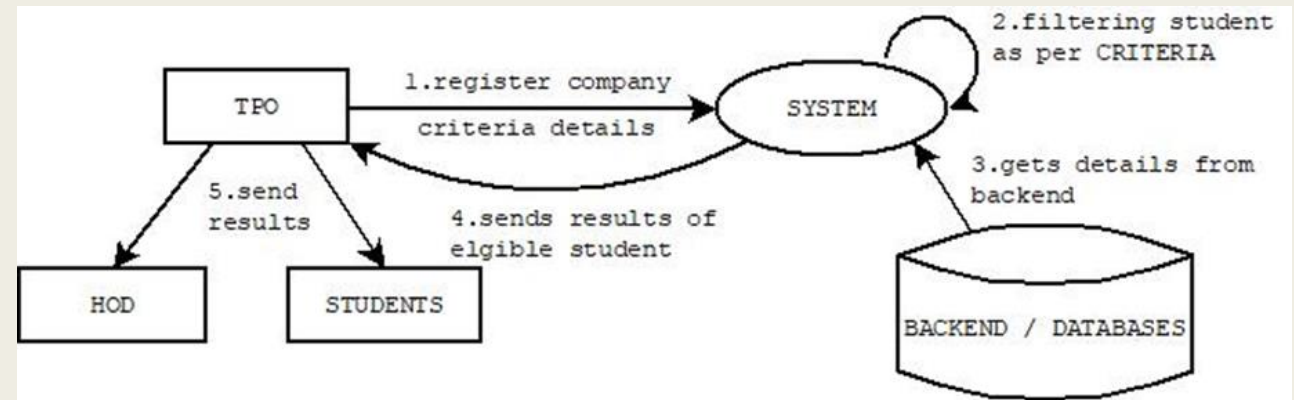 2.filtering student
as per CRITERIA
1.register company
criteria details
TPO
SYSTEM
3.gets details from
backend
5.send
results
4.sends results of
elgible student
HOD
STUDENTS
BACKEND / DATABASES